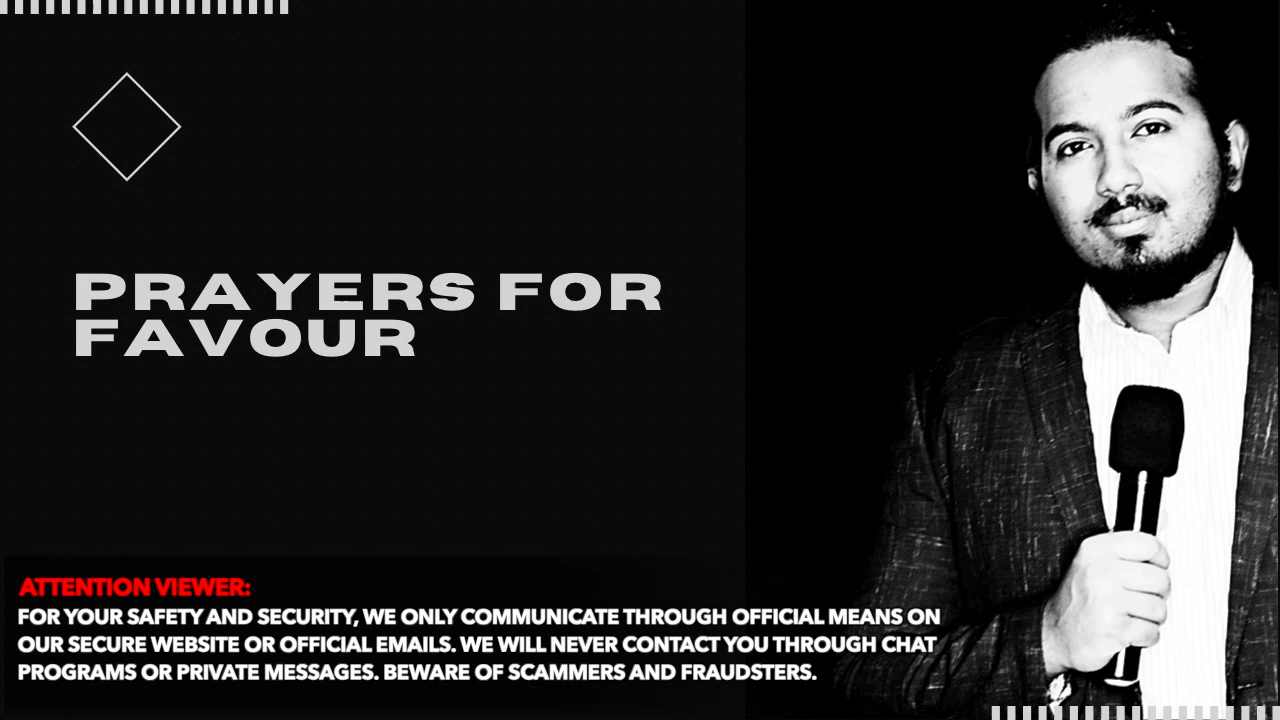 PRAYERS FOR
FAVOUR
ATTENTION VIEWER:
FOR YOUR SAFETY AND SECURITY, WE ONLY COMMUNICATE THROUGH OFFICIAL MEANS ON
OUR SECURE WEBSITE OR OFFICIAL EMAILS. WE WILL NEVER CONTACT YOU THROUGH CHAT
PROGRAMS OR PRIVATE MESSAGES. BEWARE OF SCAMMERS AND FRAUDSTERS.